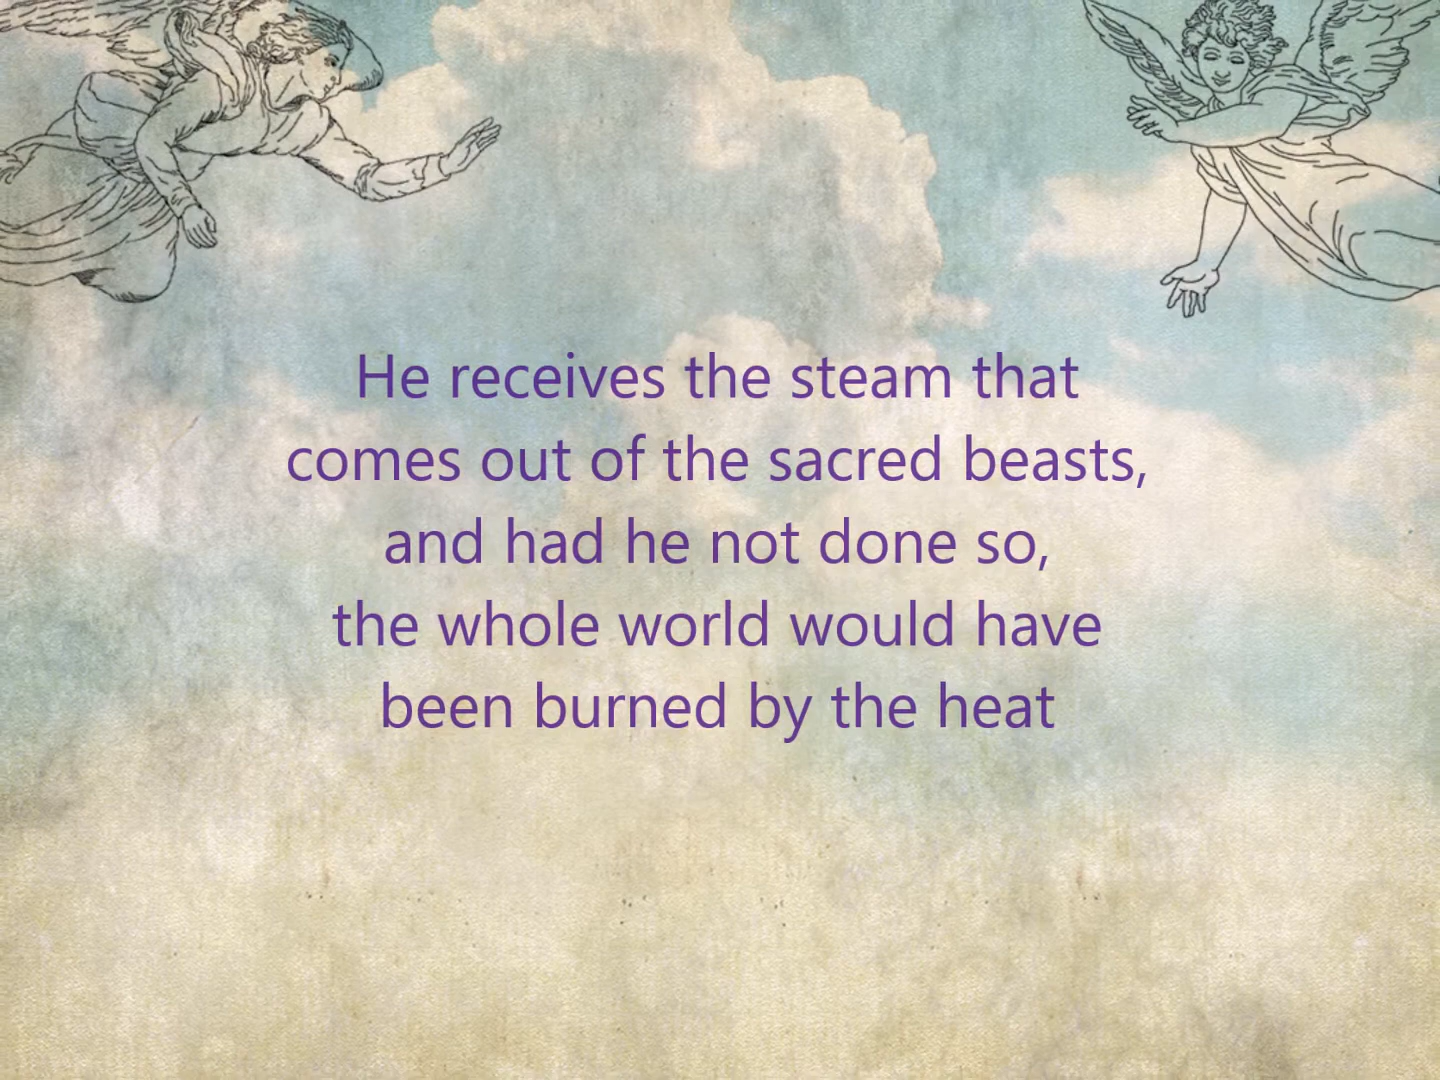 He receives the steam that
comes out of the sacred beasts,
and had he not done so,
the whole world would have
been burned by the heat